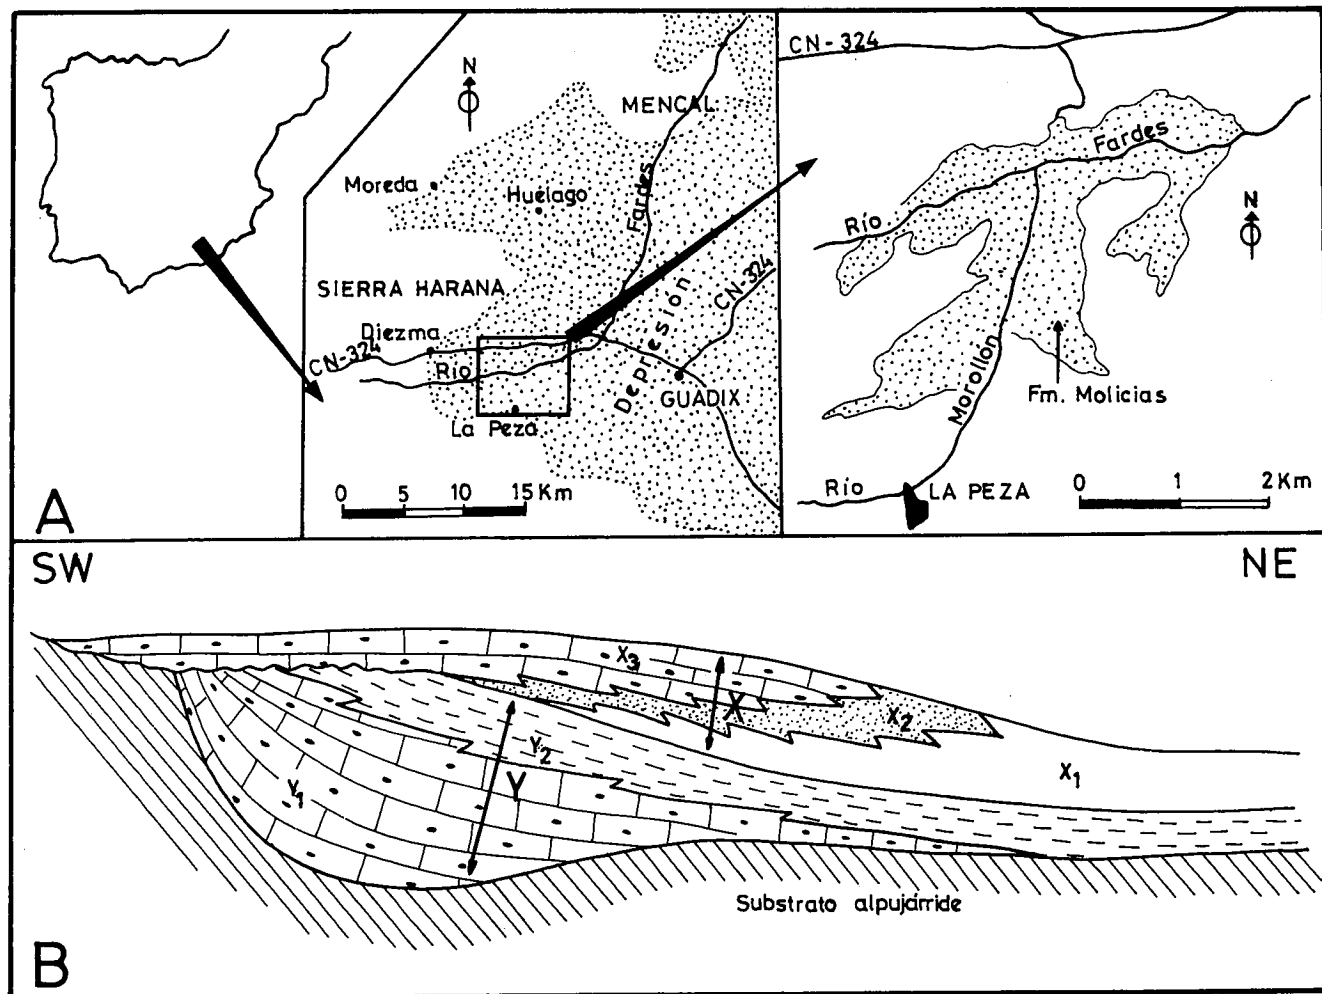 A
N
MENCAL
Moreda
Huélago
Fardes
SIERRA HARANA
Diezma
CN-324
Río
La Peza
Depresión
CN-324
GUADIX
0 5 10 15 Km
CN-324
Fardes
Río
N
Morollón
Fm. Molicias
Río
LA PEZA
0 1 2 Km
B
SW
NE
X3
X
X2
X1
Y2
Y
Y1
Substrato alpujárride